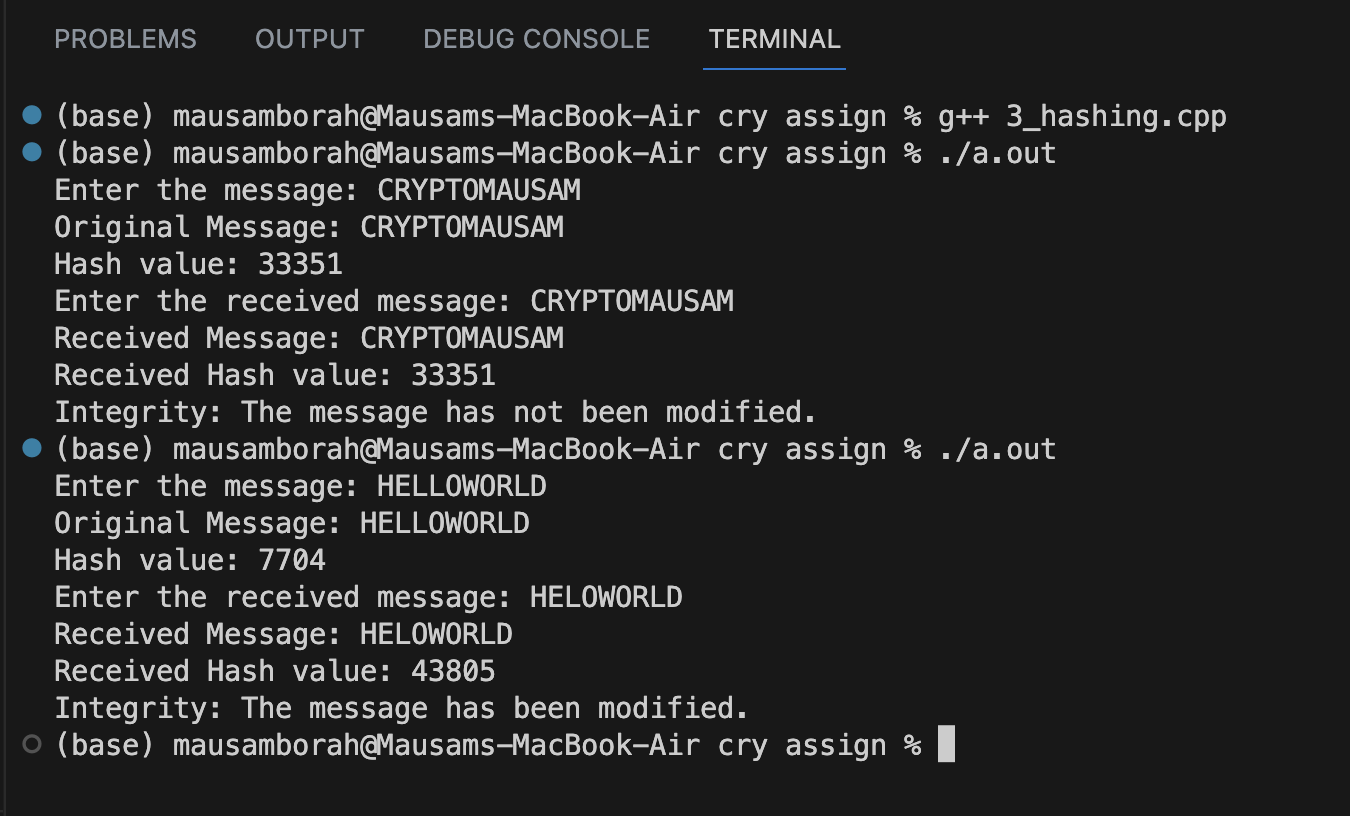 PROBLEMS OUTPUT DEBUG CONSOLE TERMINAL
(base) mausamborah@Mausams-MacBook-Air cry assign % g++ 3_hashing.cpp
(base) mausamborah@Mausams-MacBook-Air cry assign % ./a.out
Enter the message: CRYPTOMAUSAM
Original Message: CRYPTOMAUSAM
Hash value: 33351
Enter the received message: CRYPTOMAUSAM
Received Message: CRYPTOMAUSAM
Received Hash value: 33351
Integrity: The message has not been modified.
(base) mausamborah@Mausams-MacBook-Air cry assign % ./a.out
Enter the message: HELLOWORLD
Original Message: HELLOWORLD
Hash value: 7704
Enter the received message: HELOWORLD
Received Message: HELOWORLD
Received Hash value: 43805
Integrity: The message has been modified.
(base) mausamborah@Mausams-MacBook-Air cry assign %